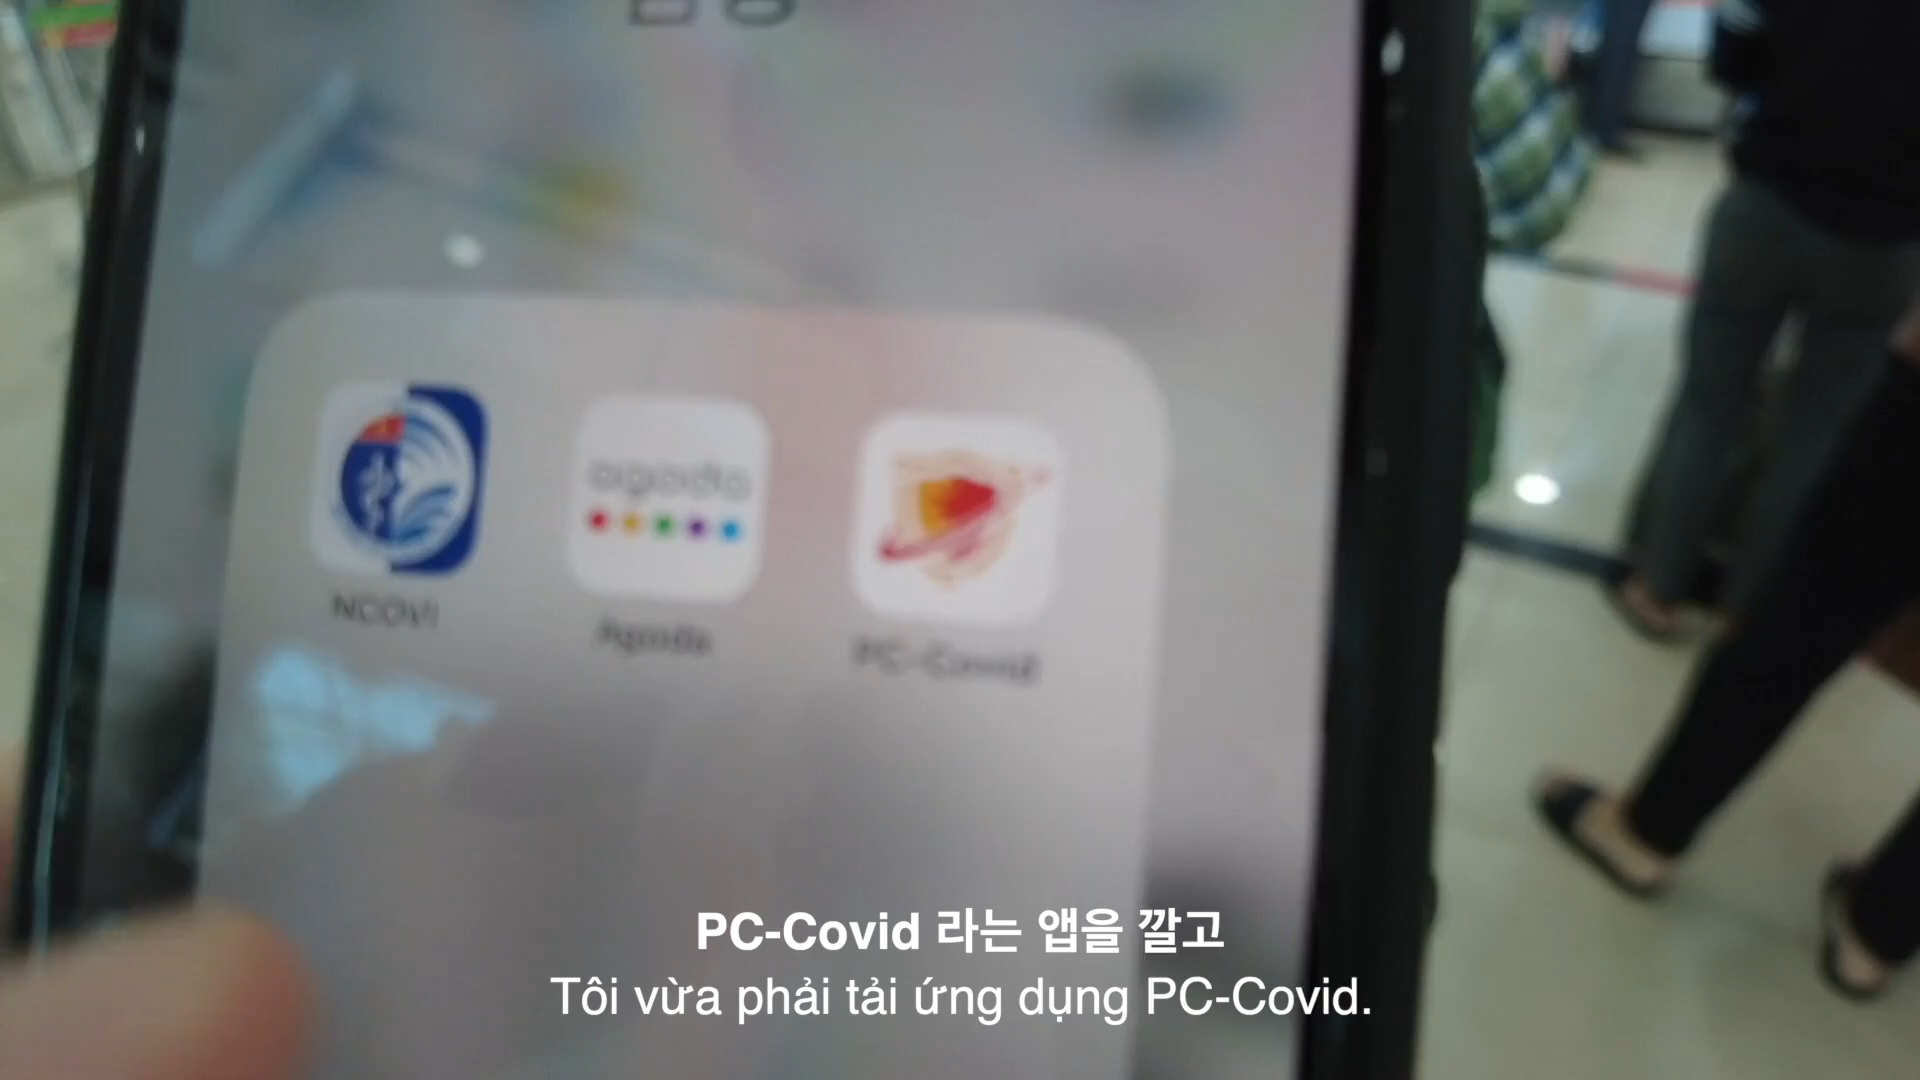 agoda
NCOVI
Agoda
PC-Covid
PC-Covid 라는 앱을 깔고
Tôi vừa phải tải ứng dụng PC-Covid.